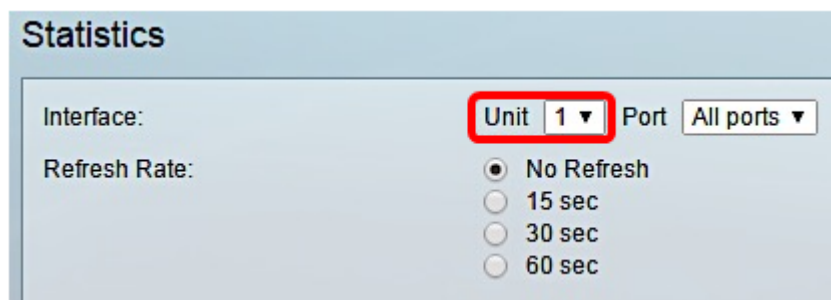 Statistics
Interface: Unit 1 Port All ports
Refresh Rate: No Refresh
15 sec
30 sec
60 sec